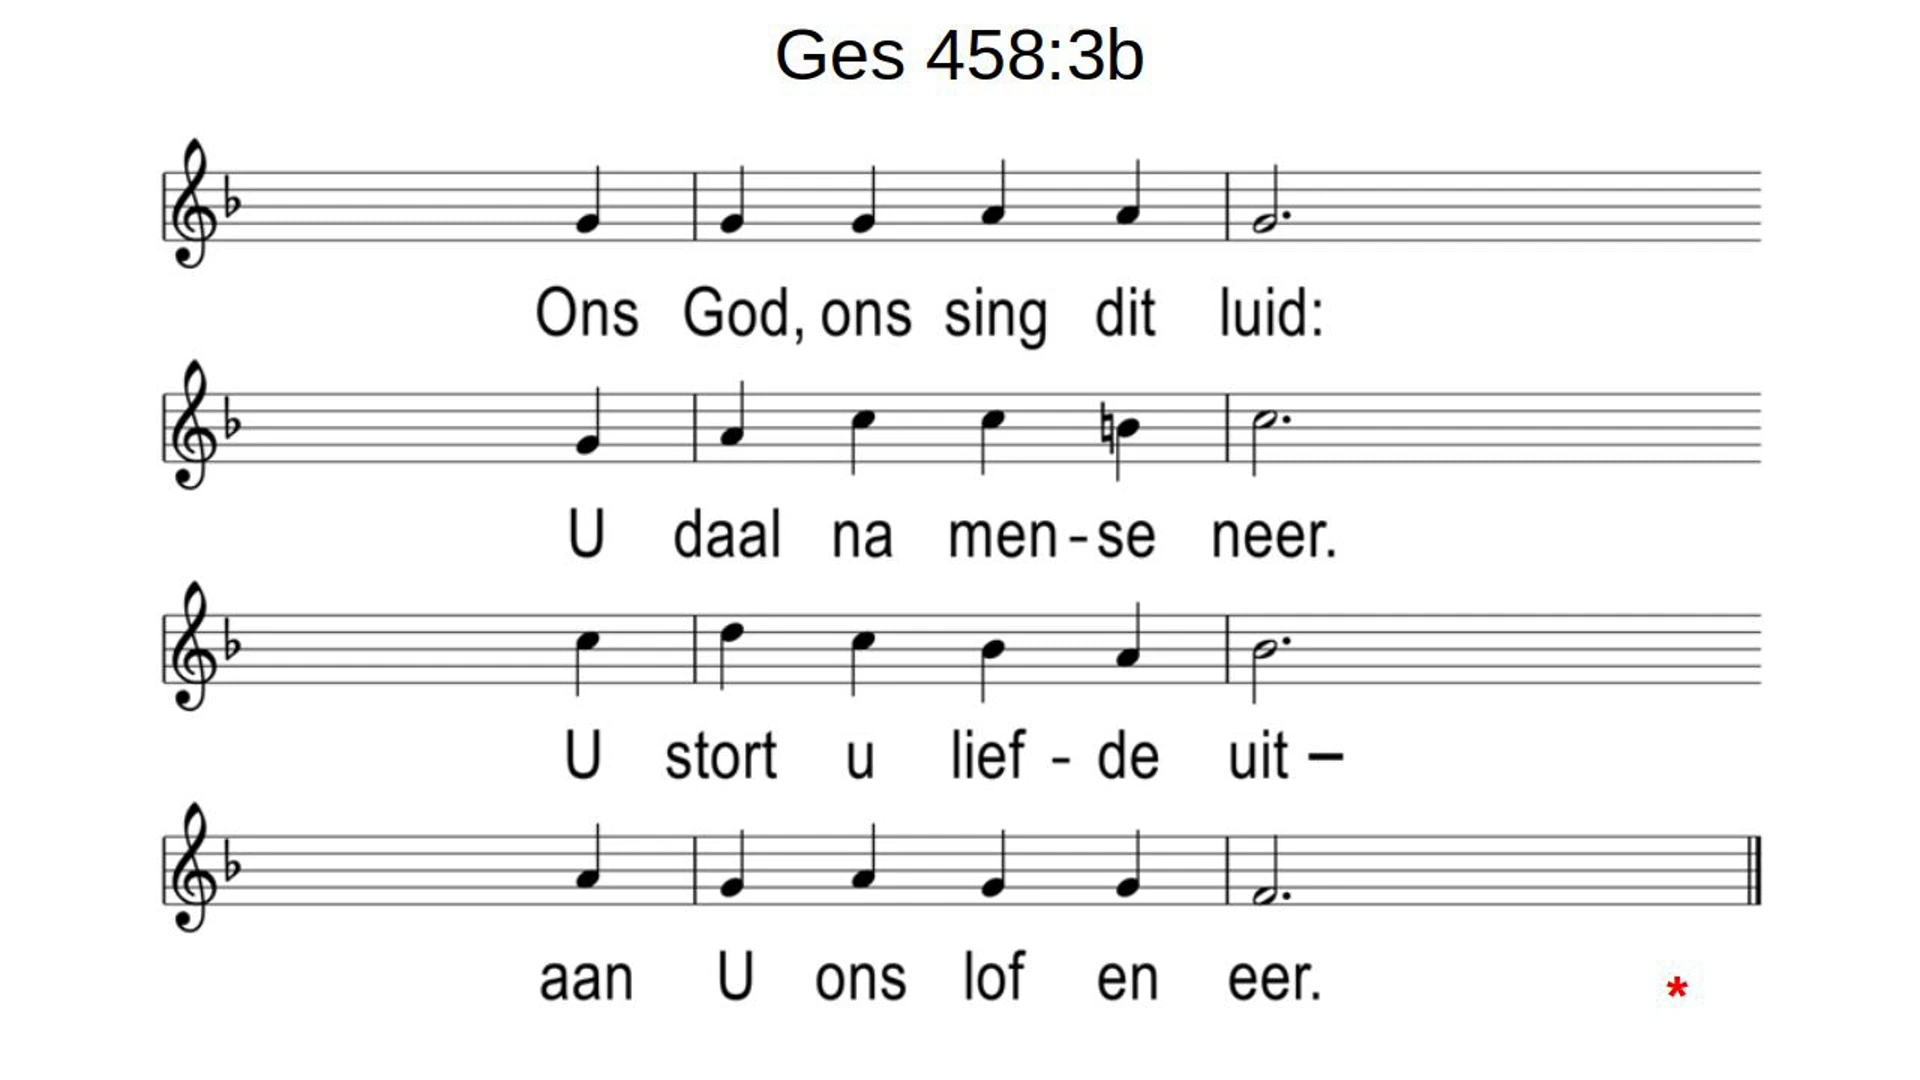 Ges 458:3b
Ons God, ons sing dit luid:
U daal na men-se neer.
U stort u lief-de uit –
aan U ons lof en eer.
*